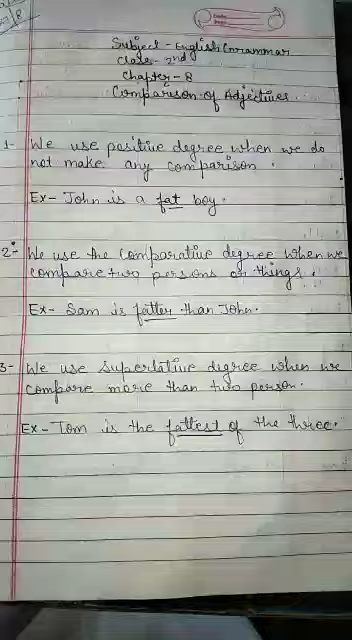 Subject - English Grammar
Class - 2nd
Chapter - 8
Comparison of Adjectives
1- We use positive degree when we do
not make any comparison.
Ex- John is a fat boy.
2- We use the comparative degree when we
compare two persons or things.
Ex- Sam is fatter than John.
3- We use superlative degree when we
compare more than two person.
Ex- Tom is the fattest of the three.